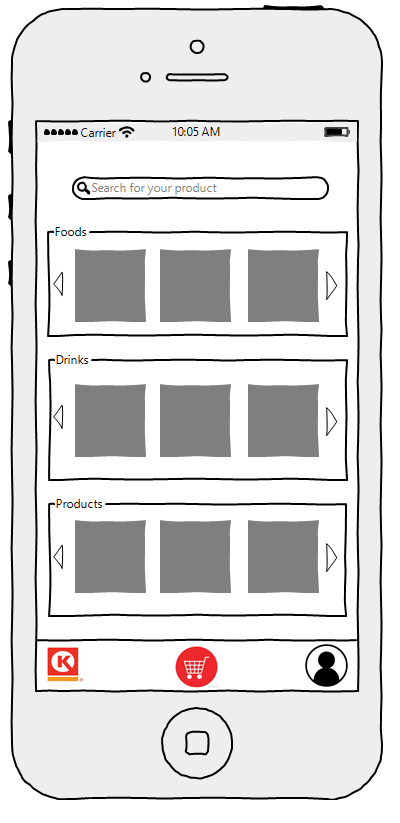 Carrier 10:05 AM
Search for your product
Foods
Drinks
Products
K